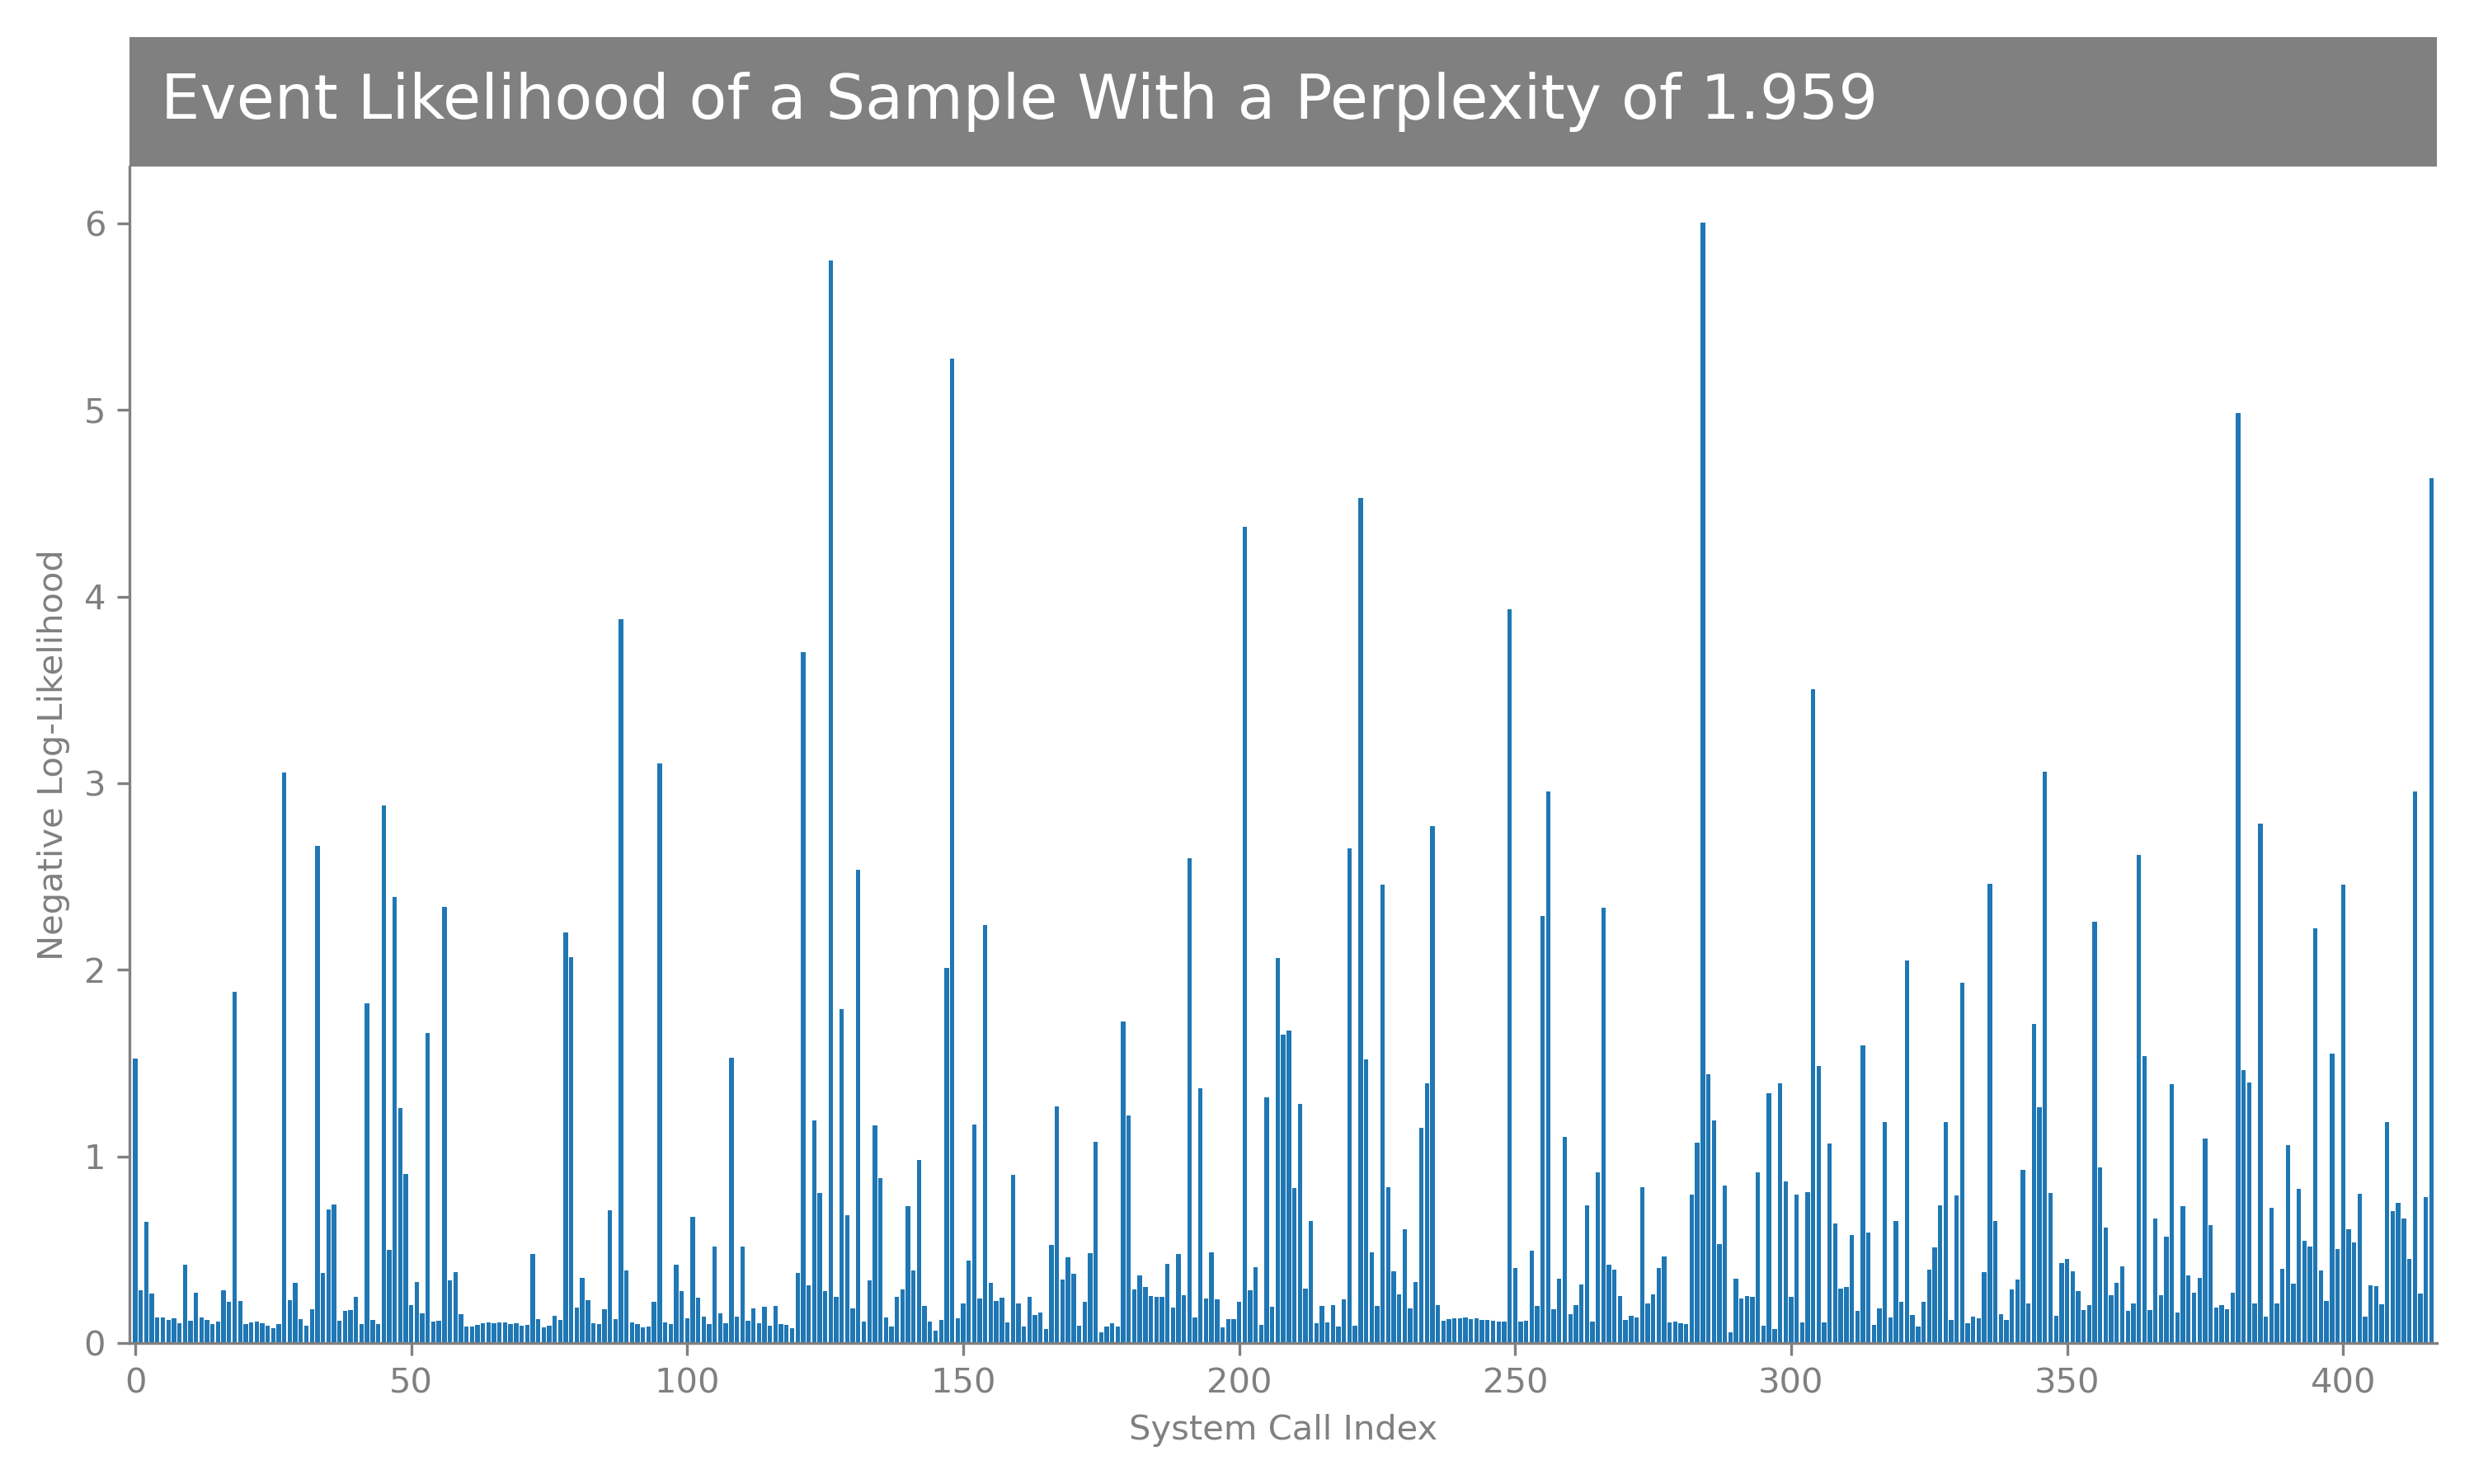 Event Likelihood of a Sample With a Perplexity of 1.959
6
5
4
3
2
1
0
Negative Log-Likelihood
0 50 100 150 200 250 300 350 400
System Call Index